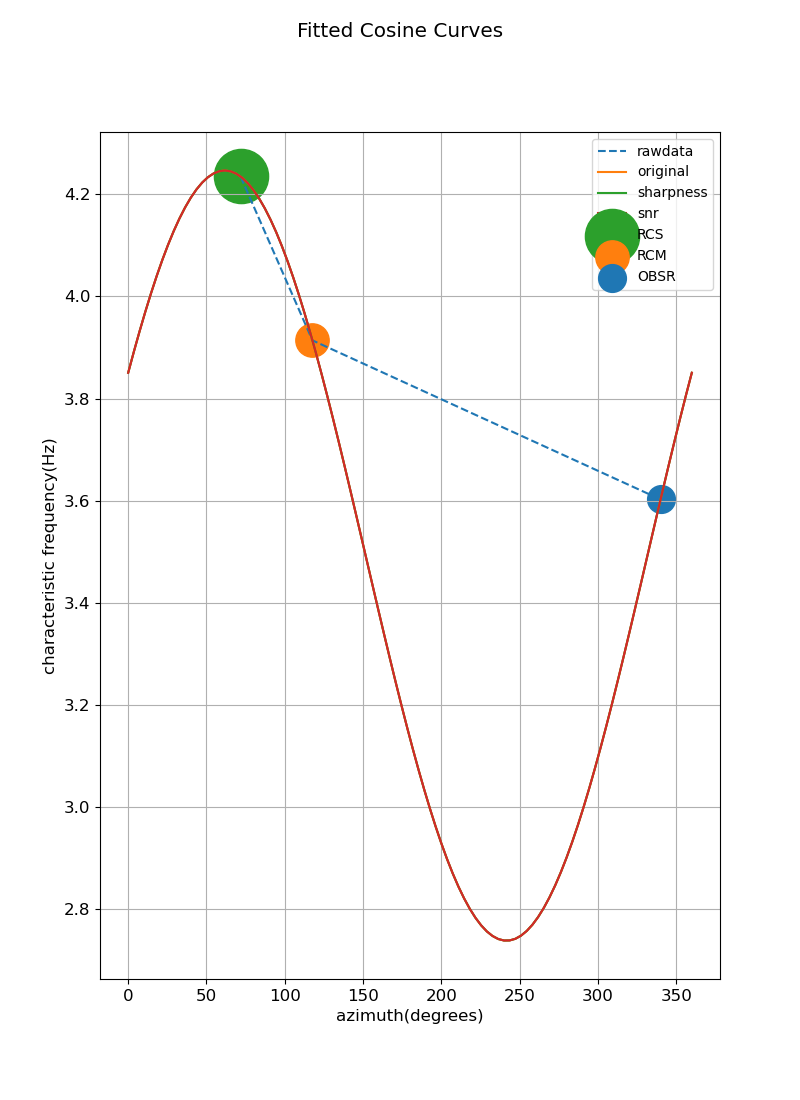 Fitted Cosine Curves
rawdata
original
sharpness
snr
RCS
RCM
OBSR
4.2
4.0
3.8
3.6
3.4
3.2
3.0
2.8
characteristic frequency(Hz)
0 50 100 150 200 250 300 350
azimuth(degrees)